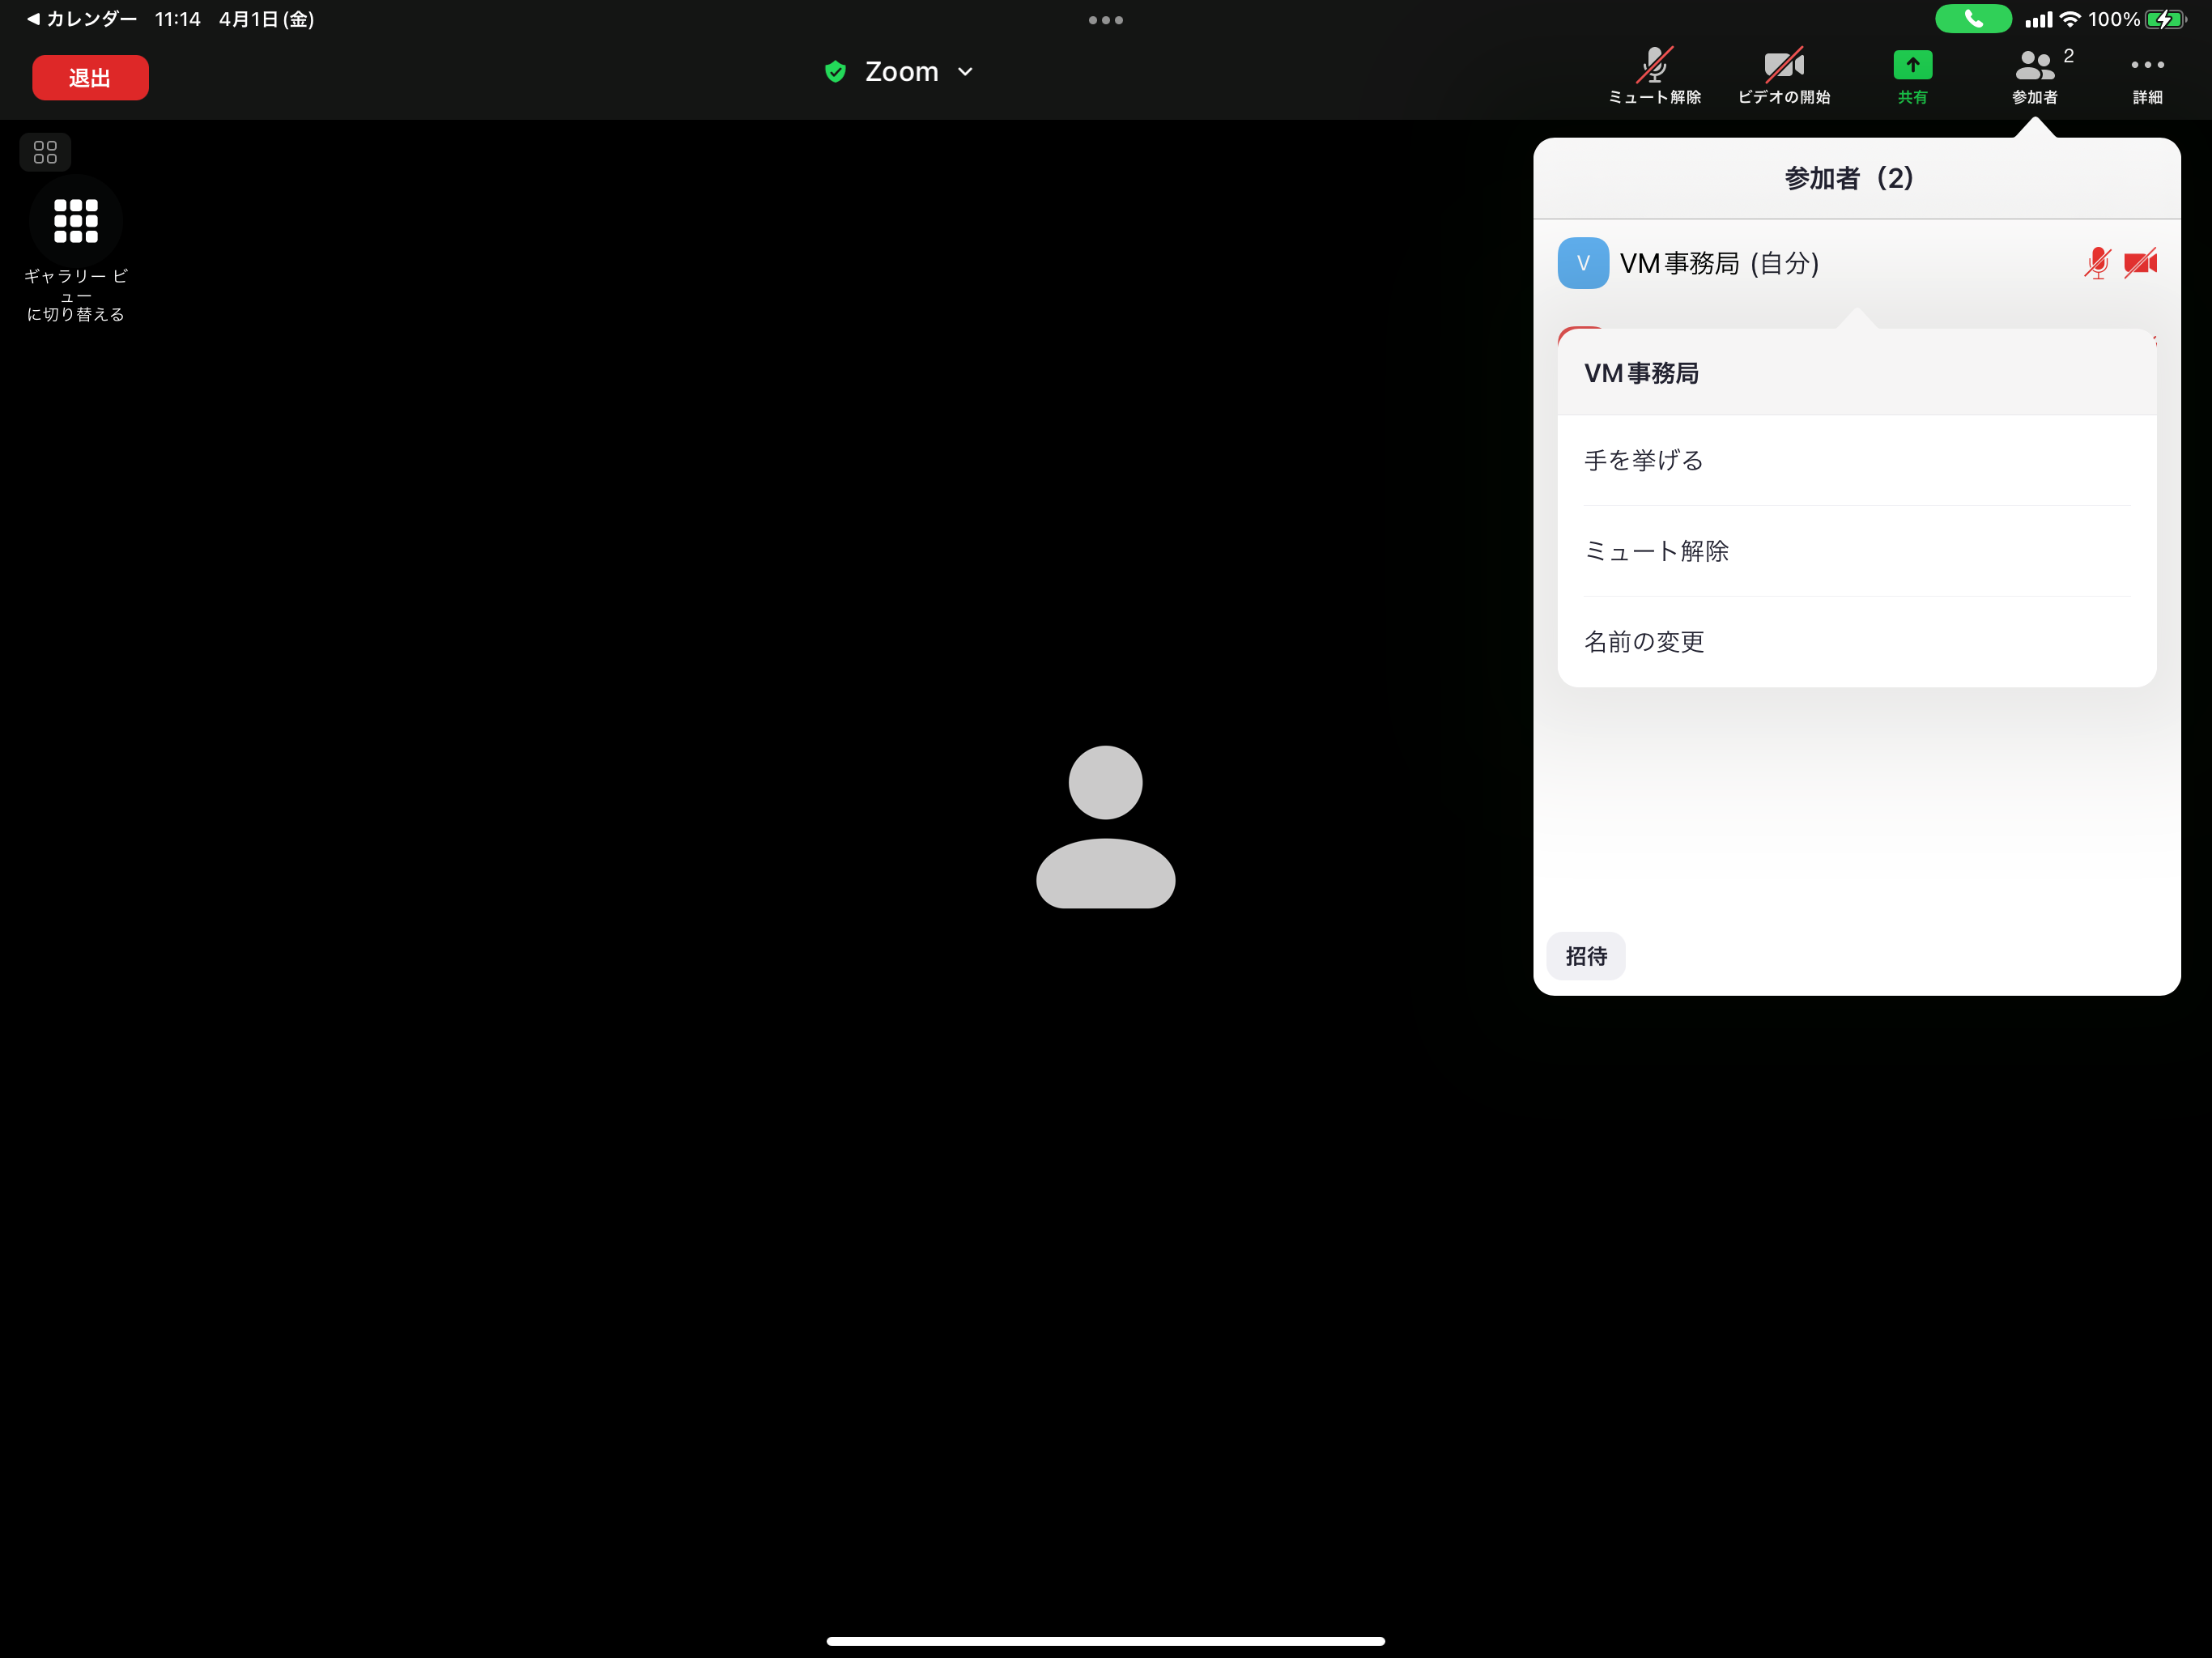 カレンダー 11:14 4月1日(金) 100%
退出
Zoom
ミュート解除
ビデオの開始
共有
参加者 2
詳細
ギャラリー ビ
ュー
に切り替える
参加者（2）
V VM事務局 (自分)
VM事務局
手を挙げる
ミュート解除
名前の変更
招待